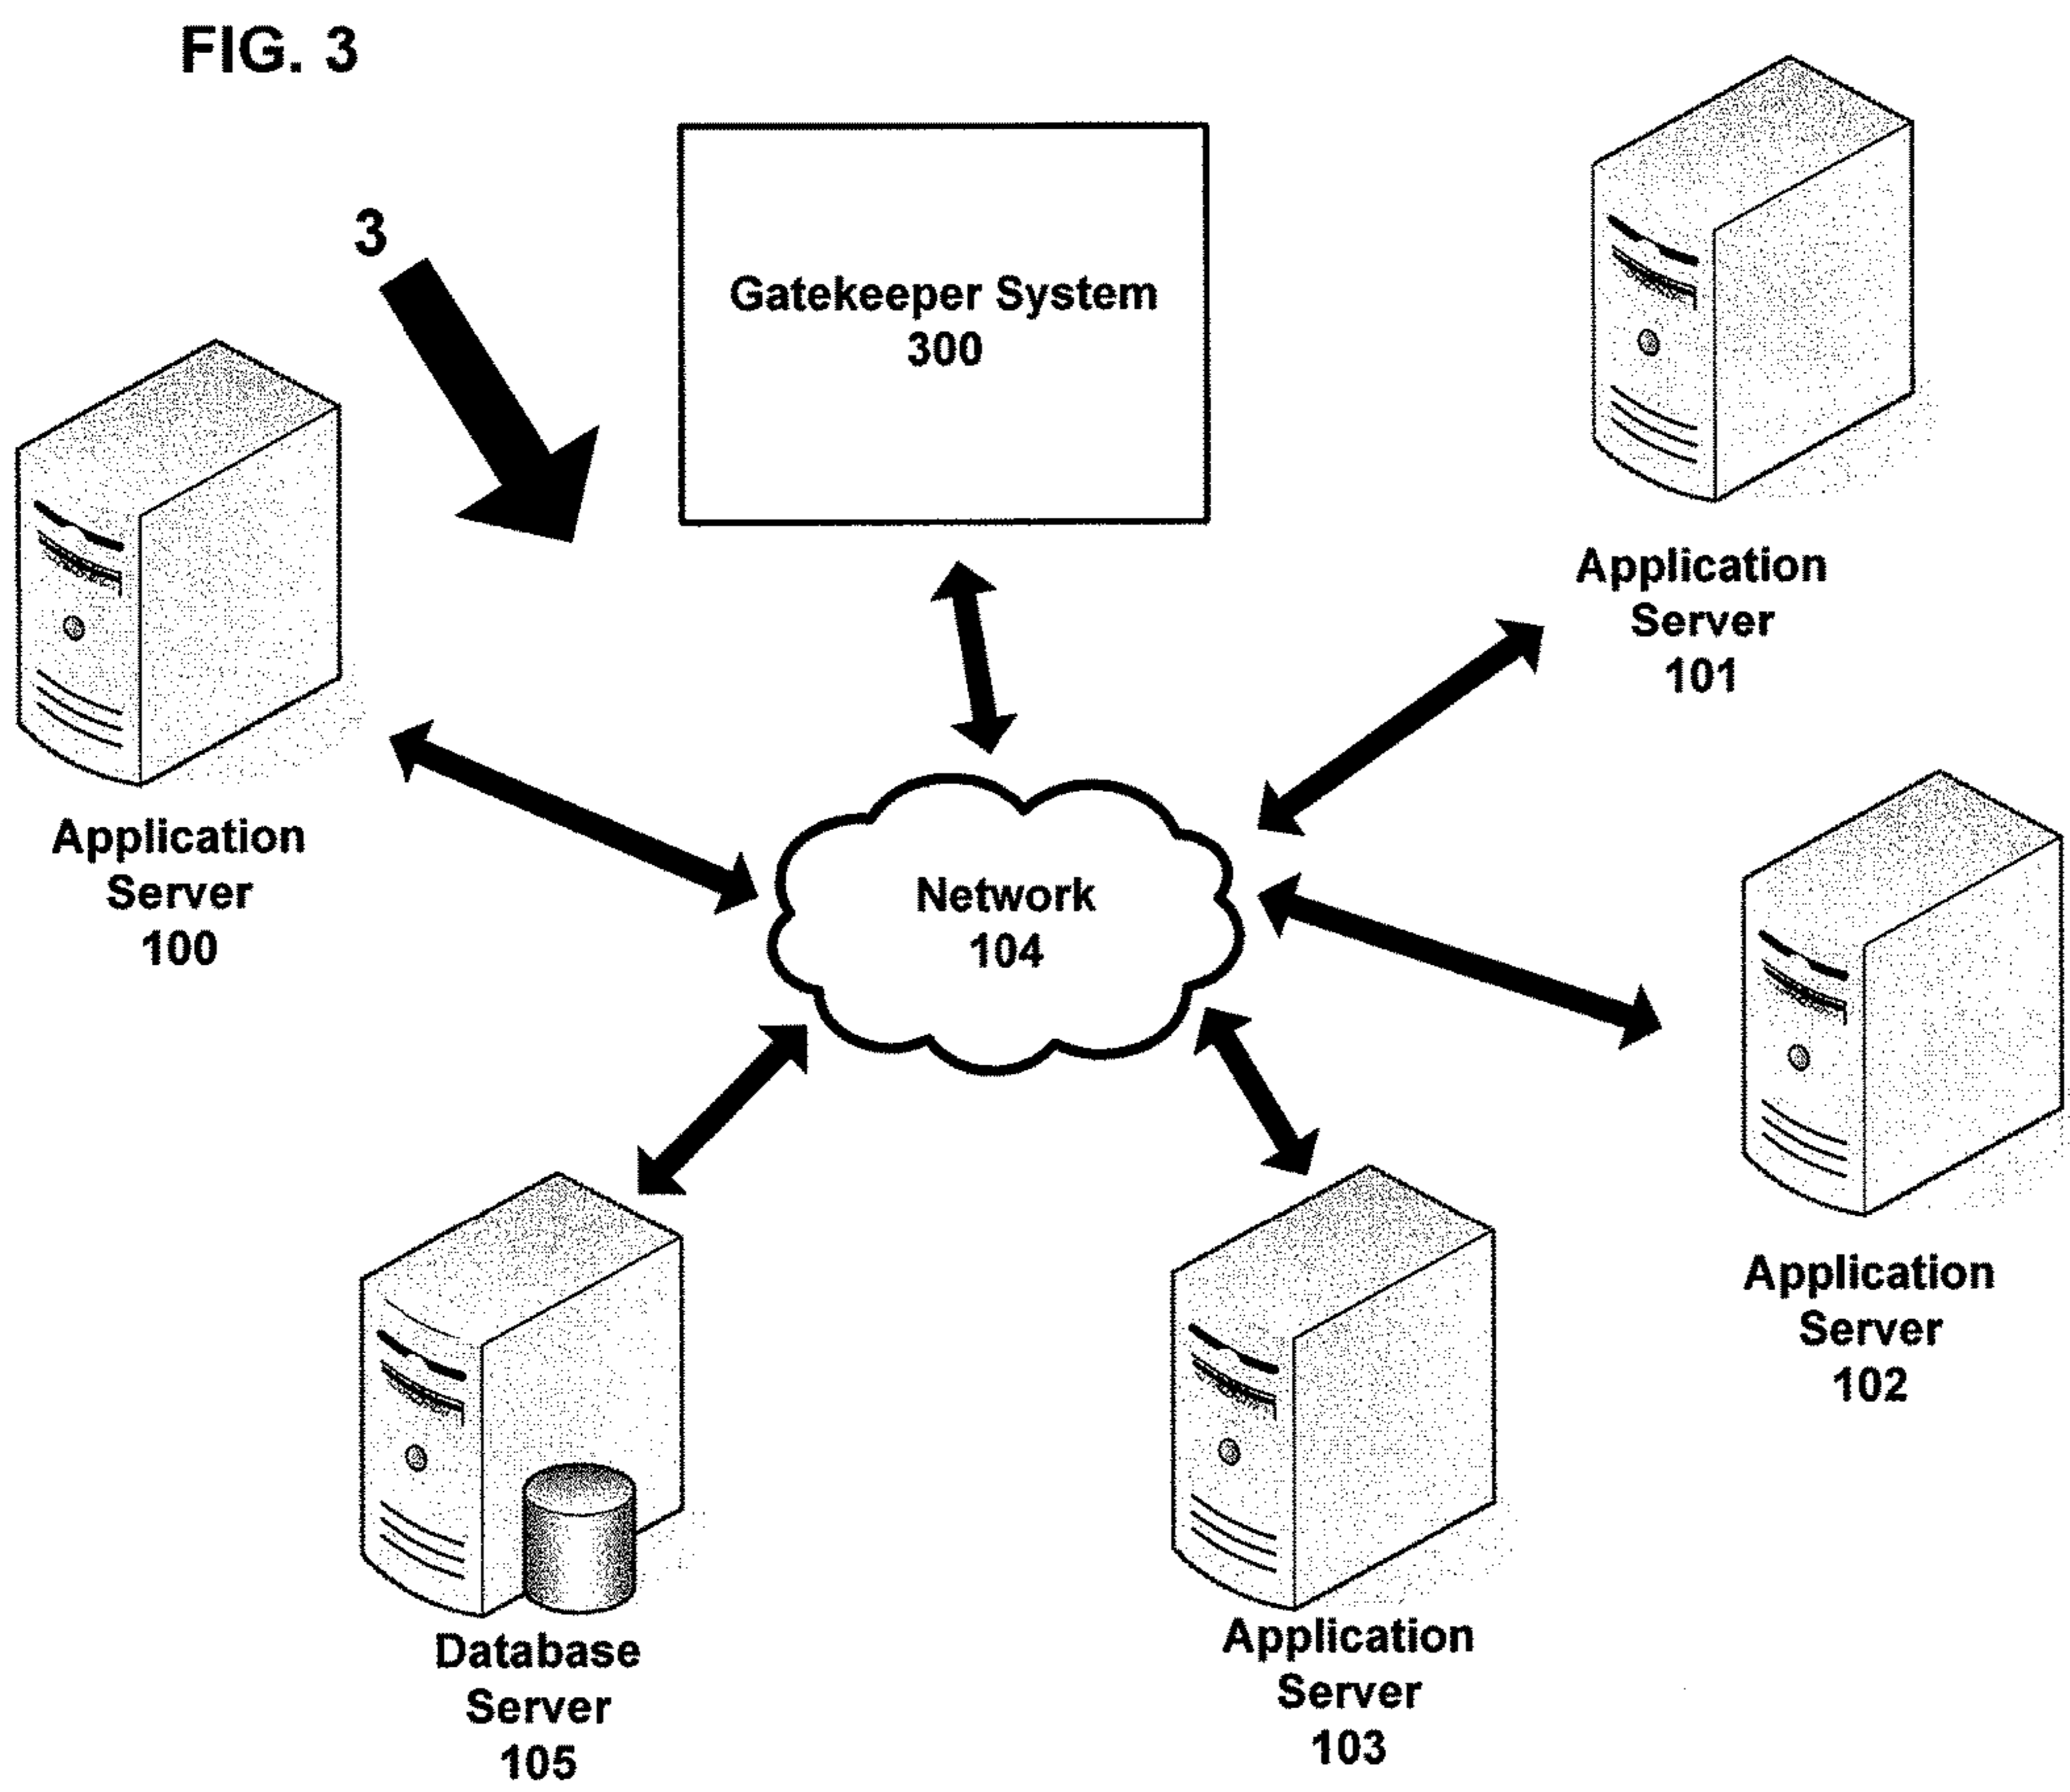 FIG. 3
3
Gatekeeper System
300
Application
Server
101
Application
Server
100
Network
104
Application
Server
102
Database
Server
105
Application
Server
103